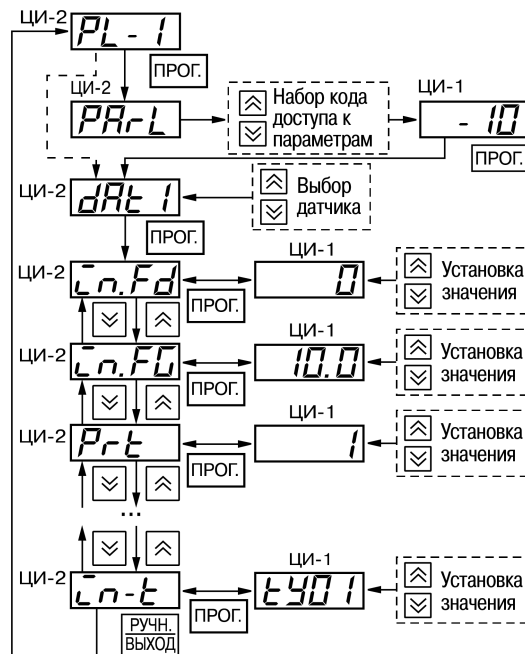 ЦИ-2 PL-1
ПРОГ.
ЦИ-2
PArL
Набор кода
доступа к
параметрам
ЦИ-1
-10
ПРОГ.
ЦИ-2 dAt1
Выбор
датчика
ПРОГ.
ЦИ-2 in.Fd
ПРОГ.
ЦИ-1
0
Установка
значения
ЦИ-2 in.FG
ПРОГ.
ЦИ-1
10.0
Установка
значения
ЦИ-2 Prt
ПРОГ.
ЦИ-1
1
Установка
значения
...
ЦИ-2 in-t
ПРОГ.
ЦИ-1
tY01
Установка
значения
РУЧН.
ВЫХОД